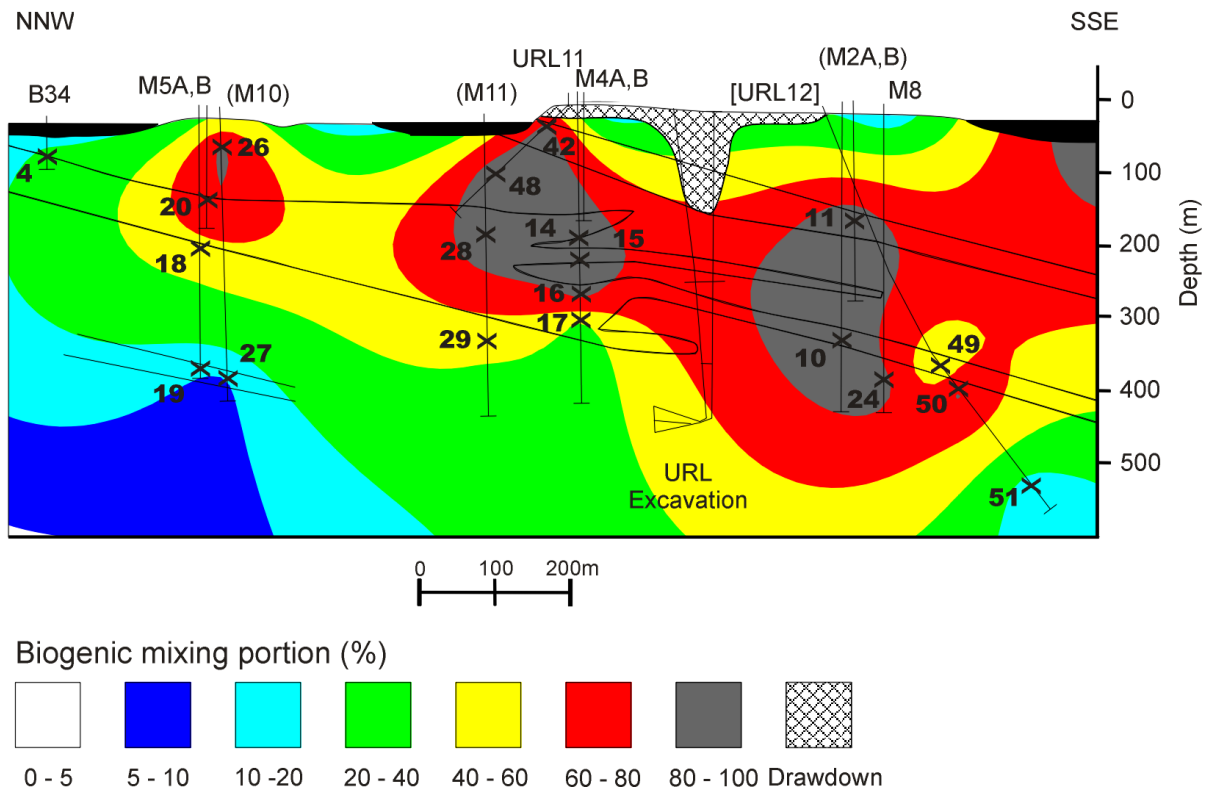 NNW
SSE
URL11
(M2A,B)
B34
M5A,B
(M10)
(M11)
M4A,B
[URL12]
M8
0
100
200
300
400
500
Depth (m)
4
26
20
18
27
19
42
48
14
15
28
16
17
29
11
10
24
49
50
51
URL
Excavation
0 100 200m
Biogenic mixing portion (%)
0 - 5 5 - 10 10 -20 20 - 40 40 - 60 60 - 80 80 - 100 Drawdown